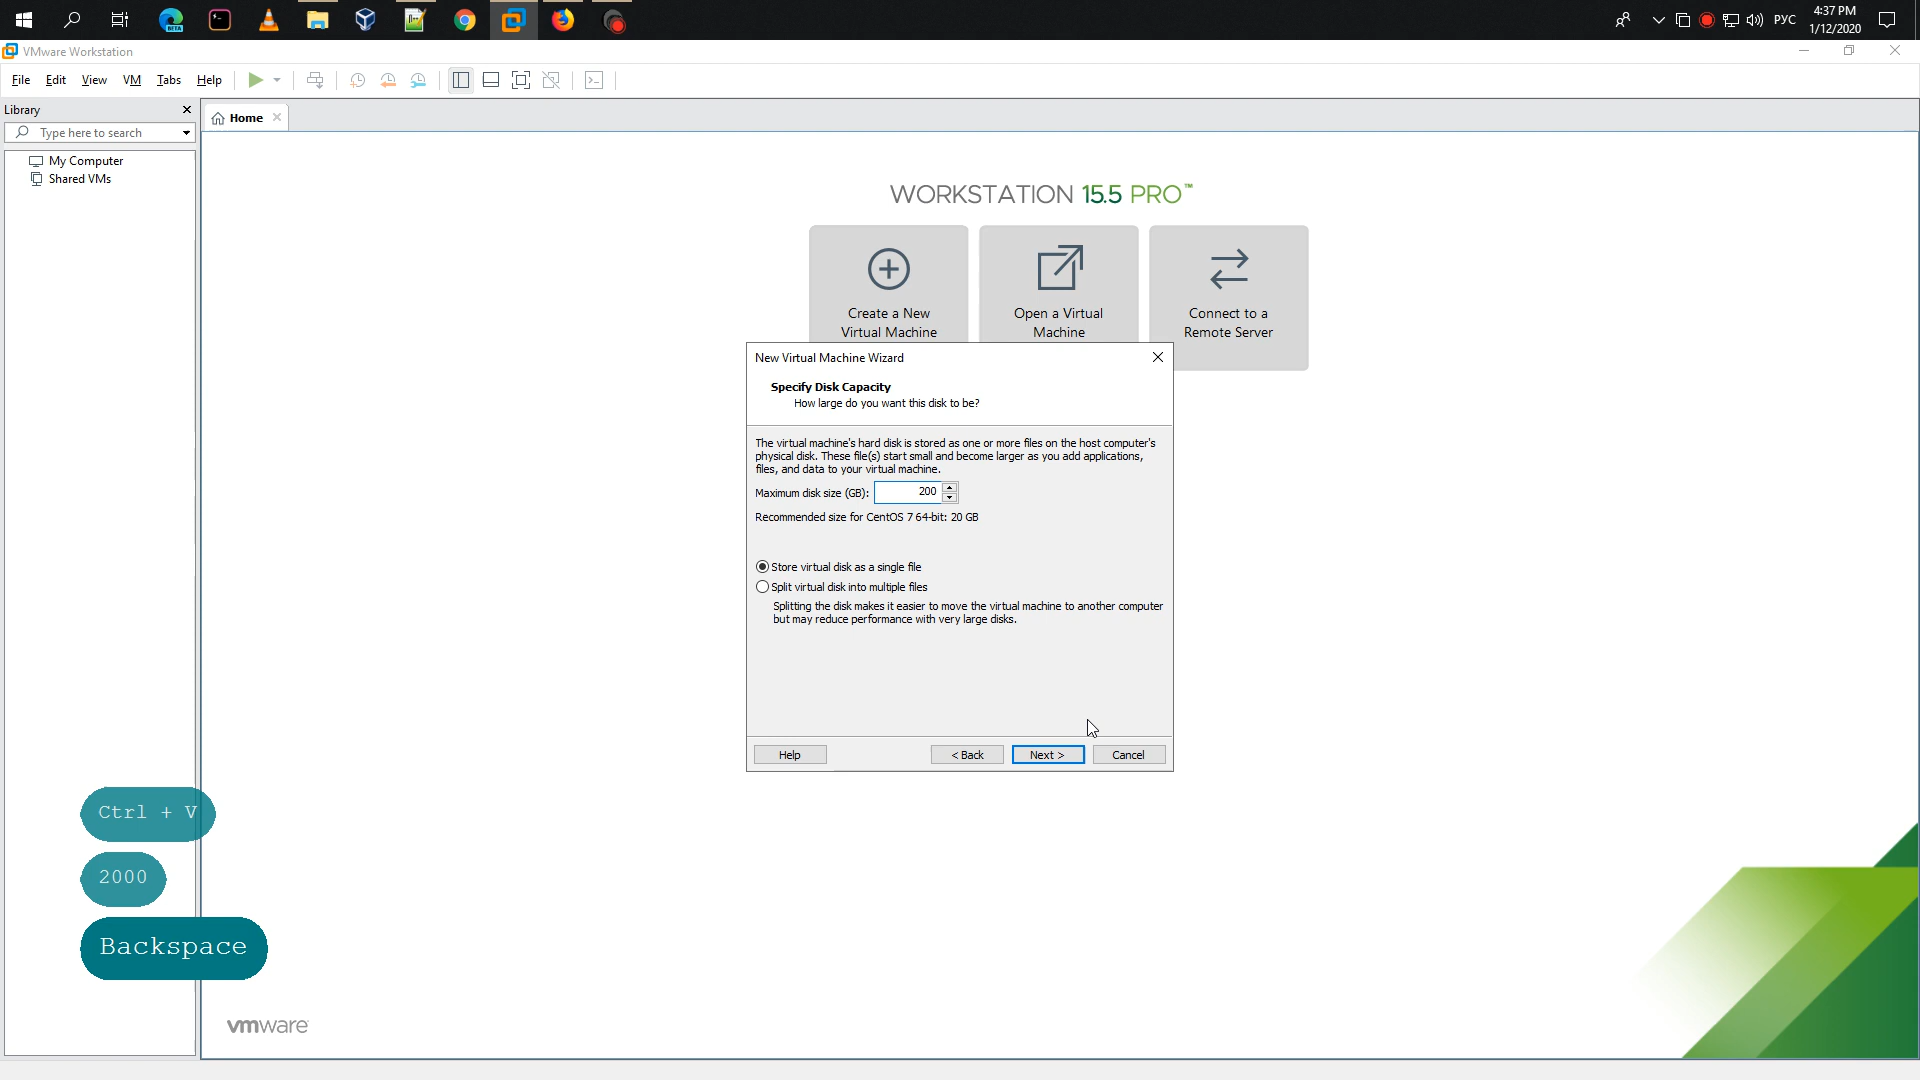 4:37 PM
РУС
1/12/2020
BETA
VMware Workstation
File Edit View VM Tabs Help
Library
Home
Type here to search
My Computer
Shared VMs
WORKSTATION 15.5 PRO™
Create a New
Virtual Machine
Open a Virtual
Machine
Connect to a
Remote Server
New Virtual Machine Wizard
Specify Disk Capacity
How large do you want this disk to be?
The virtual machine's hard disk is stored as one or more files on the host computer's
physical disk. These file(s) start small and become larger as you add applications,
files, and data to your virtual machine.
Maximum disk size (GB): 200
Recommended size for CentOS 7 64-bit: 20 GB
Store virtual disk as a single file
Split virtual disk into multiple files
Splitting the disk makes it easier to move the virtual machine to another computer
but may reduce performance with very large disks.
Help < Back Next > Cancel
Ctrl + V
2000
Backspace
vmware